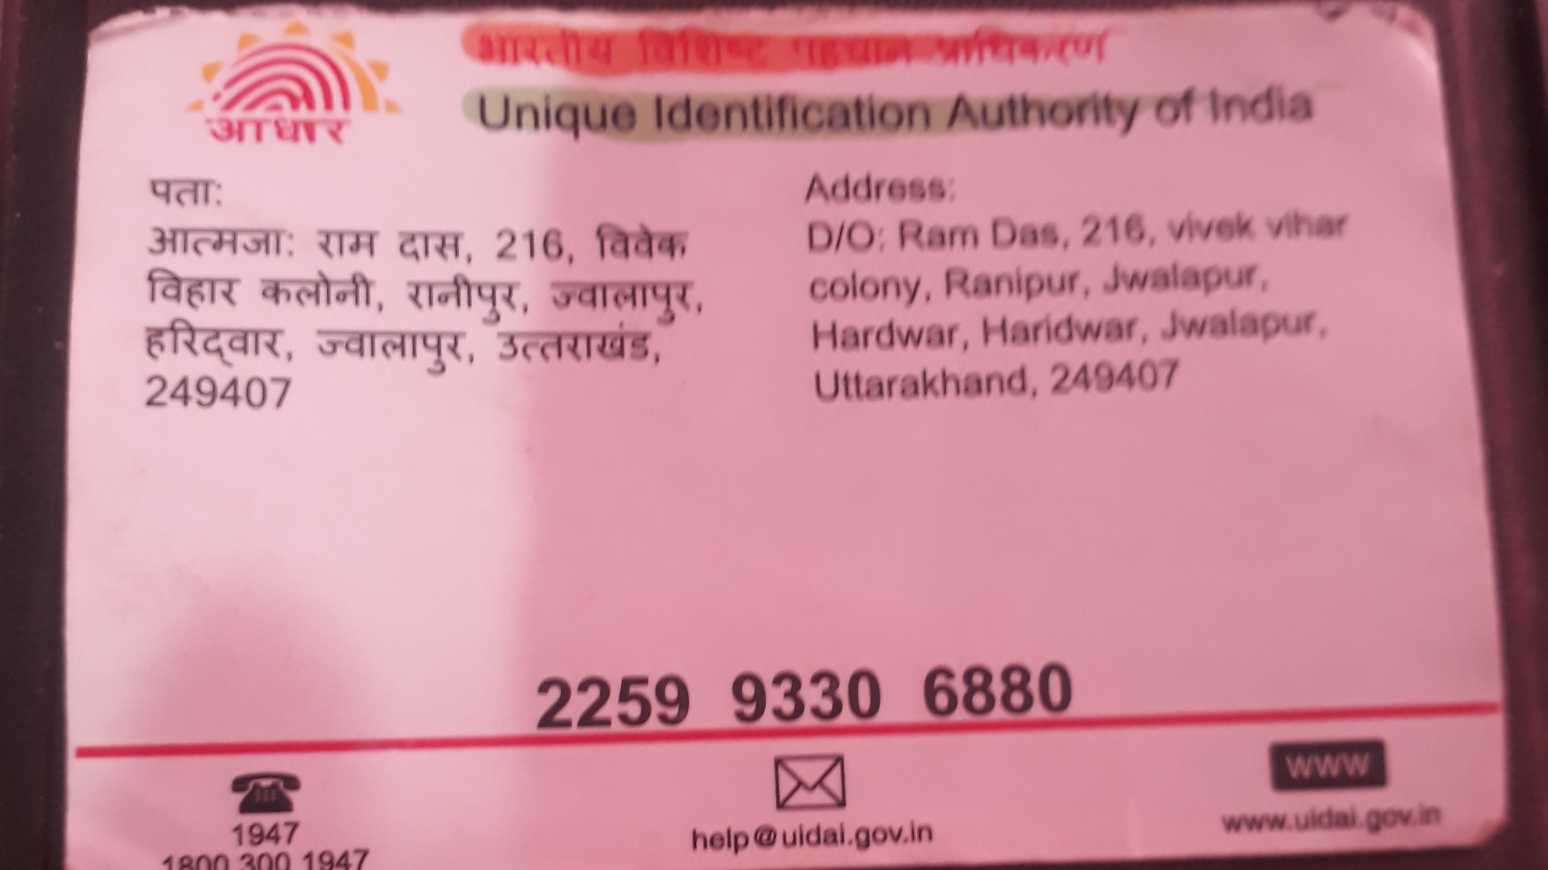 आधार
भारतीय विशिष्ट पहचान प्राधिकरण
Unique Identification Authority of India
पता:
आत्मजा: राम दास, 216, विवेक
विहार कलोनी, रानीपुर, ज्वालापुर,
हरिद्वार, ज्वालापुर, उत्तराखंड,
249407
Address:
D/O: Ram Das, 216, vivek vihar
colony, Ranipur, Jwalapur,
Hardwar, Haridwar, Jwalapur,
Uttarakhand, 249407
2259 9330 6880
1947
1800 300 1947
help@uidai.gov.in
www
www.uidai.gov.in